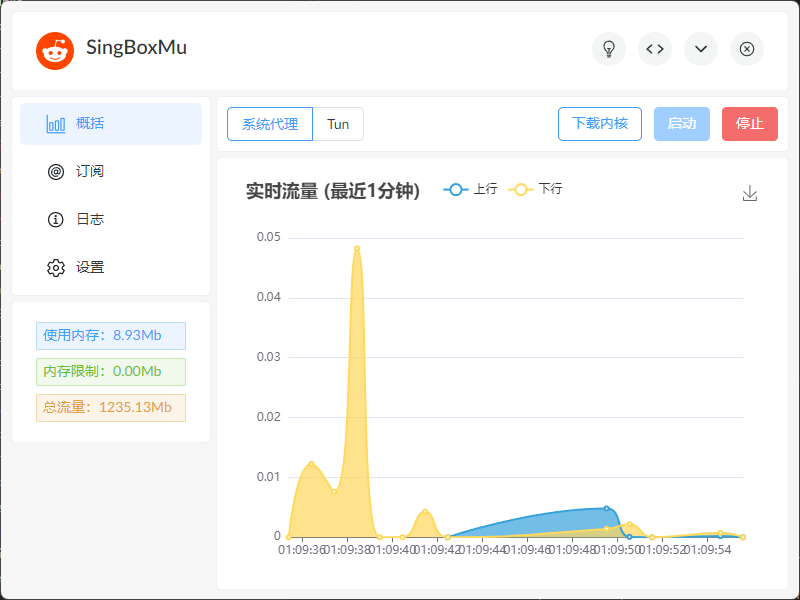 SingBoxMu
概括
订阅
日志
设置
使用内存：8.93Mb
内存限制：0.00Mb
总流量：1235.13Mb
系统代理 Tun 下载内核 启动 停止
实时流量 (最近1分钟) 上行 下行
0.05
0.04
0.03
0.02
0.01
0
01:09:36 01:09:38 01:09:40 01:09:42 01:09:44 01:09:46 01:09:48 01:09:50 01:09:52 01:09:54